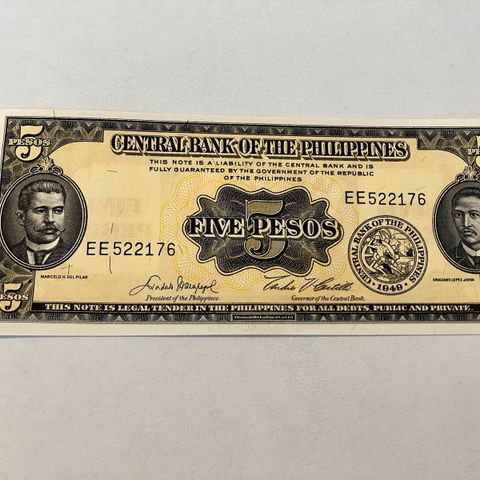 5
PESOS
CENTRAL BANK OF THE PHILIPPINES
THIS NOTE IS A LIABILITY OF THE CENTRAL BANK AND IS
FULLY GUARANTEED BY THE GOVERNMENT OF THE REPUBLIC
OF THE PHILIPPINES
EE522176
FIVE 5 PESOS
EE522176
CENTRAL BANK OF THE PHILIPPINES
1949
MARCELO H. DEL PILAR
GRACIANO LOPEZ JAENA
President of the Philippines.
Governor of the Central Bank.
5
PESOS
THIS NOTE IS LEGAL TENDER IN THE PHILIPPINES FOR ALL DEBTS PUBLIC AND PRIVATE.